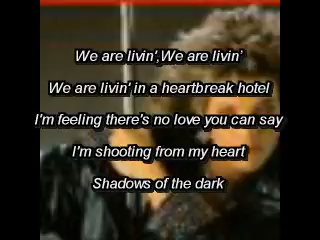 We are livin',We are livin'
We are livin' in a heartbreak hotel
I'm feeling there's no love you can say
I'm shooting from my heart
Shadows of the dark